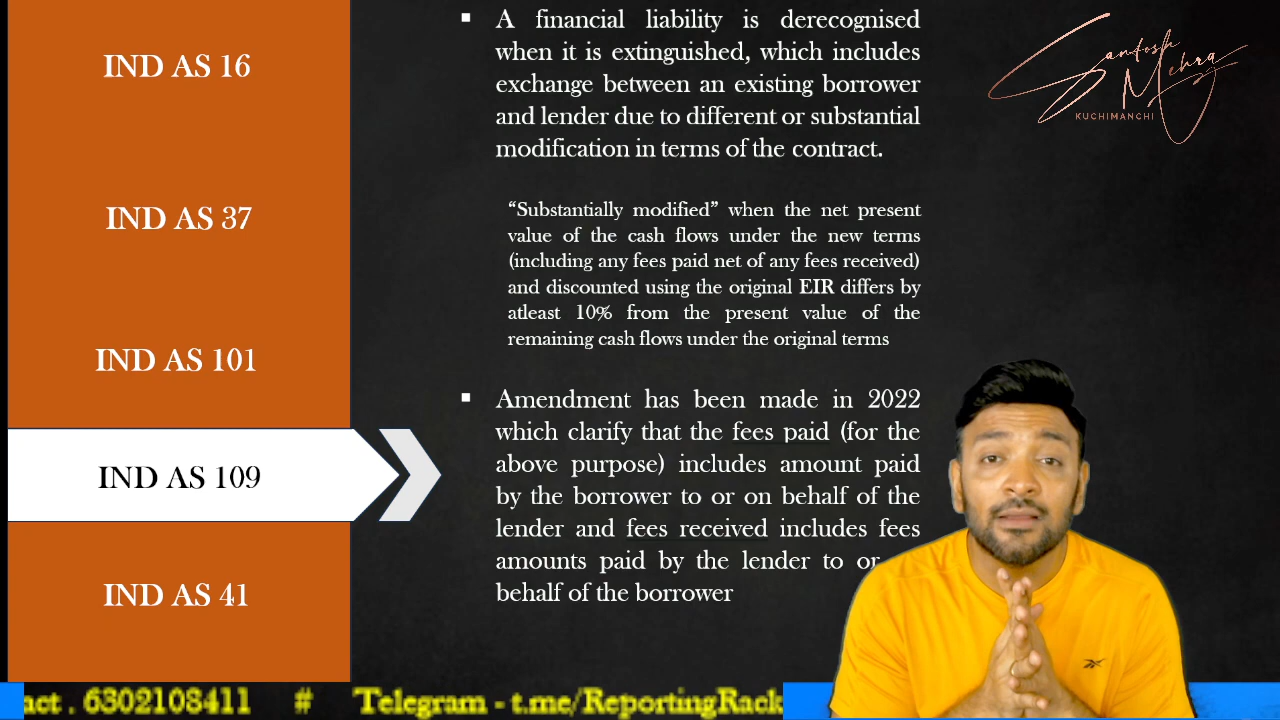 IND AS 16
IND AS 37
IND AS 101
IND AS 109
IND AS 41
▪ A financial liability is derecognised
when it is extinguished, which includes
exchange between an existing borrower
and lender due to different or substantial
modification in terms of the contract.
“Substantially modified” when the net present
value of the cash flows under the new terms
(including any fees paid net of any fees received)
and discounted using the original EIR differs by
atleast 10% from the present value of the
remaining cash flows under the original terms
▪ Amendment has been made in 2022
which clarify that the fees paid (for the
above purpose) includes amount paid
by the borrower to or on behalf of the
lender and fees received includes fees
amounts paid by the lender to or
behalf of the borrower
Santosh
Mehra
KUCHIMANCHI
act . 6302108411 # Telegram - t.me/ReportingRack